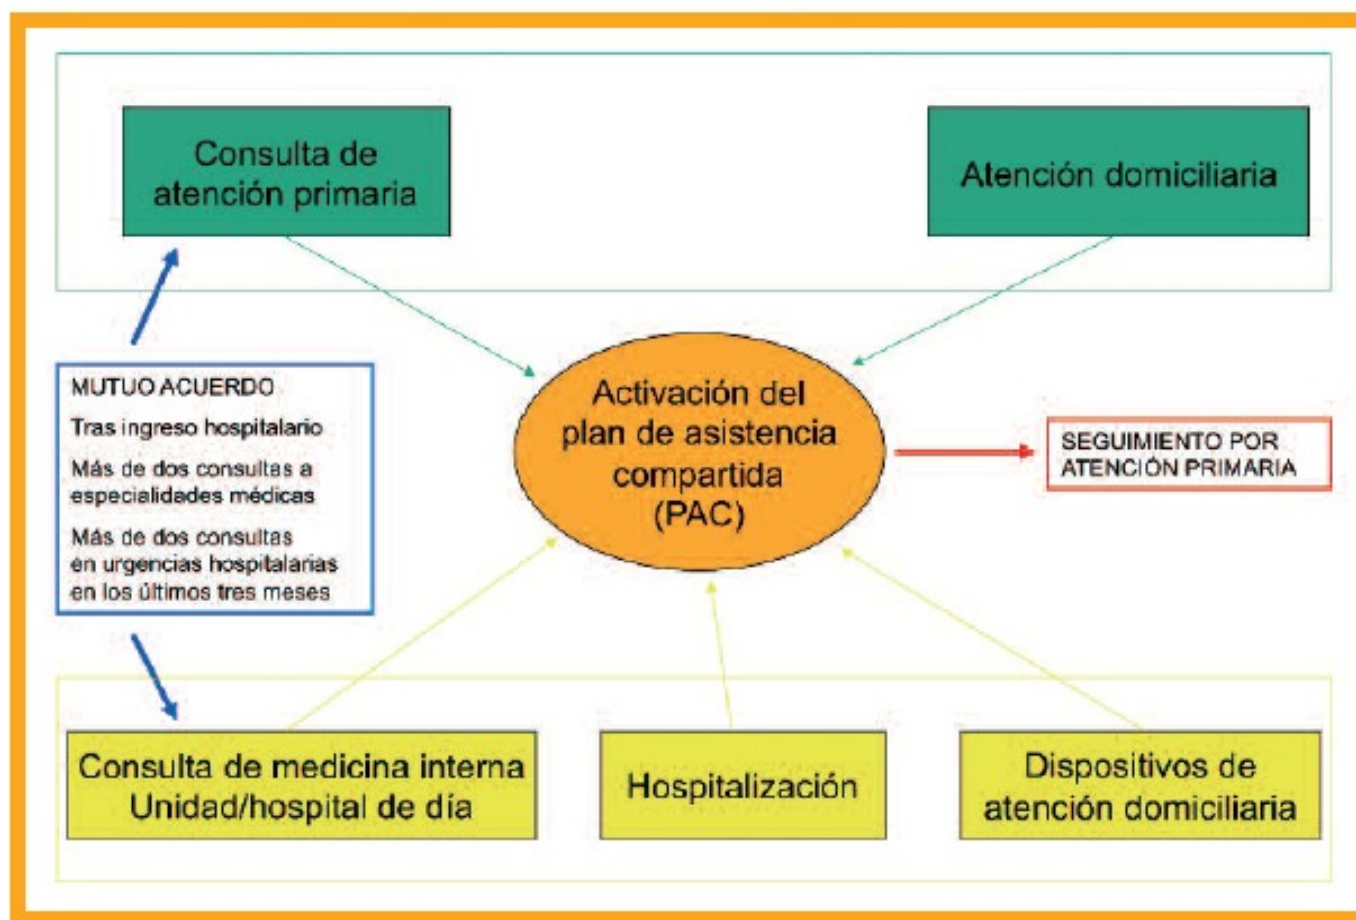 Consulta de
atención primaria
Atención domiciliaria
MUTUO ACUERDO
Tras ingreso hospitalario
Más de dos consultas a
especialidades médicas
Más de dos consultas
en urgencias hospitalarias
en los últimos tres meses
Activación del
plan de asistencia
compartida
(PAC)
SEGUIMIENTO POR
ATENCIÓN PRIMARIA
Consulta de medicina interna
Unidad/hospital de día
Hospitalización
Dispositivos de
atención domiciliaria